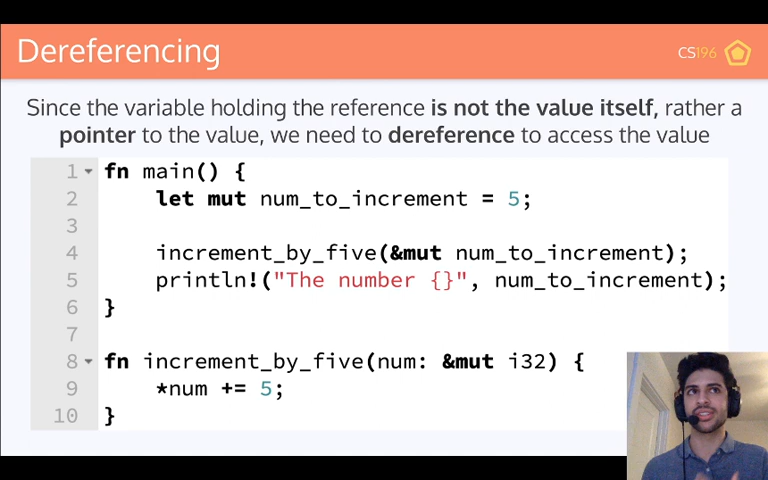 Dereferencing
CS196
Since the variable holding the reference is not the value itself, rather a
pointer to the value, we need to dereference to access the value
1 fn main() {
2 let mut num_to_increment = 5;
3
4 increment_by_five(&mut num_to_increment);
5 println!("The number {}", num_to_increment);
6 }
7
8 fn increment_by_five(num: &mut i32) {
9 *num += 5;
10 }